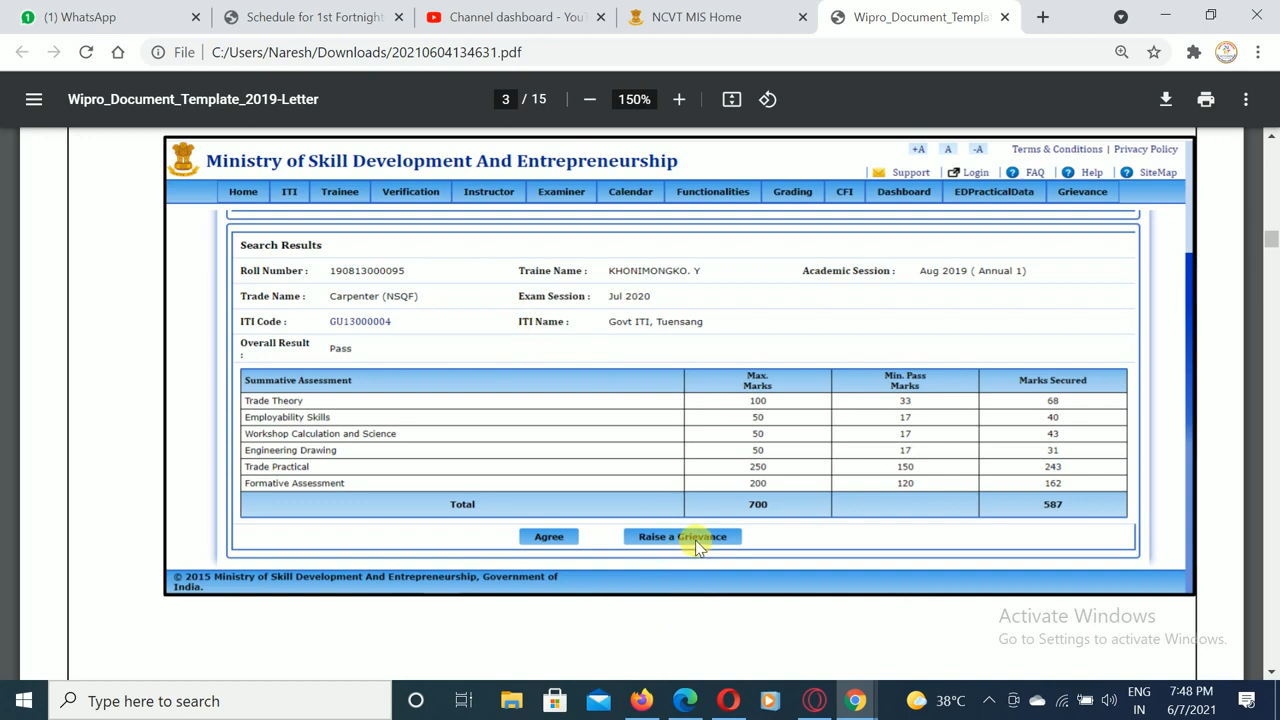 (1) WhatsApp
Schedule for 1st Fortnight
Channel dashboard - You
NCVT MIS Home
Wipro_Document_Templa
File C:/Users/Naresh/Downloads/20210604134631.pdf
Wipro_Document_Template_2019-Letter
3 / 15
150%
+A A -A Terms & Conditions | Privacy Policy
Ministry of Skill Development And Entrepreneurship
| Support | Login | FAQ | Help | SiteMap
Home ITI Trainee Verification Instructor Examiner Calendar Functionalities Grading CFI Dashboard EDPracticalData Grievance
Search Results
Roll Number : 190813000095 Traine Name : KHONIMONGKO. Y Academic Session : Aug 2019 ( Annual 1)
Trade Name : Carpenter (NSQF) Exam Session : Jul 2020
ITI Code : GU13000004 ITI Name : Govt ITI, Tuensang
Overall Result
: Pass
Summative Assessment Max. Marks Min. Pass Marks Marks Secured
Trade Theory 100 33 68
Employability Skills 50 17 40
Workshop Calculation and Science 50 17 43
Engineering Drawing 50 17 31
Trade Practical 250 150 243
Formative Assessment 200 120 162
Total 700 587
Agree Raise a Grievance
© 2015 Ministry of Skill Development And Entrepreneurship, Government of
India.
Activate Windows
Go to Settings to activate Windows.
Type here to search
38°C
ENG
IN
7:48 PM
6/7/2021